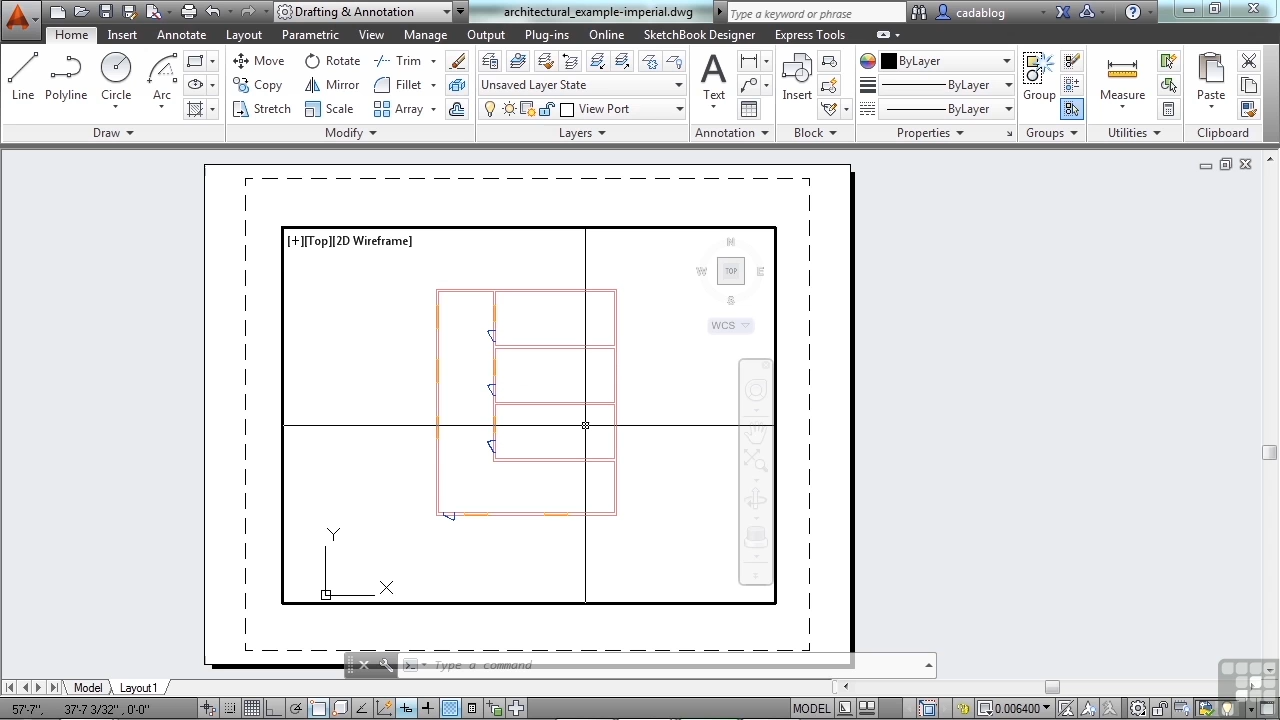 Drafting & Annotation
architectural_example-imperial.dwg
Type a keyword or phrase
cadablog
Home Insert Annotate Layout Parametric View Manage Output Plug-ins Online SketchBook Designer Express Tools
Line Polyline Circle Arc
Move Rotate Trim
Copy Mirror Fillet
Stretch Scale Array
Unsaved Layer State
View Port
Text
Insert
ByLayer
ByLayer
ByLayer
Group
Measure
Paste
Draw Modify Layers Annotation Block Properties Groups Utilities Clipboard
[+][Top][2D Wireframe]
N
W TOP E
S
WCS
Y
X
Type a command
Model Layout1
57'-7", 37'-7 3/32", 0'-0"
MODEL
0.006400